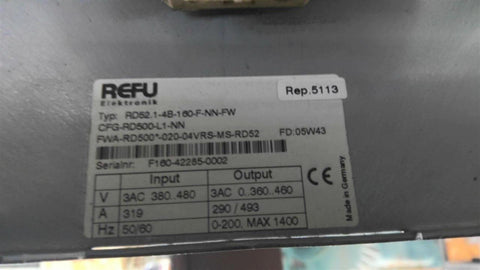 REFU
Elektronik
Rep.5113
Typ: RD52.1-4B-160-F-NN-FW
CFG-RD500-L1-NN
FWA-RD500*-020-04VRS-MS-RD52 FD:05W43
Serialnr: F160-42285-0002
Input Output
V 3AC 380..480 3AC 0..360..460
A 319 290 / 493
Hz 50/60 0-200, MAX 1400
CE
Made in Germany